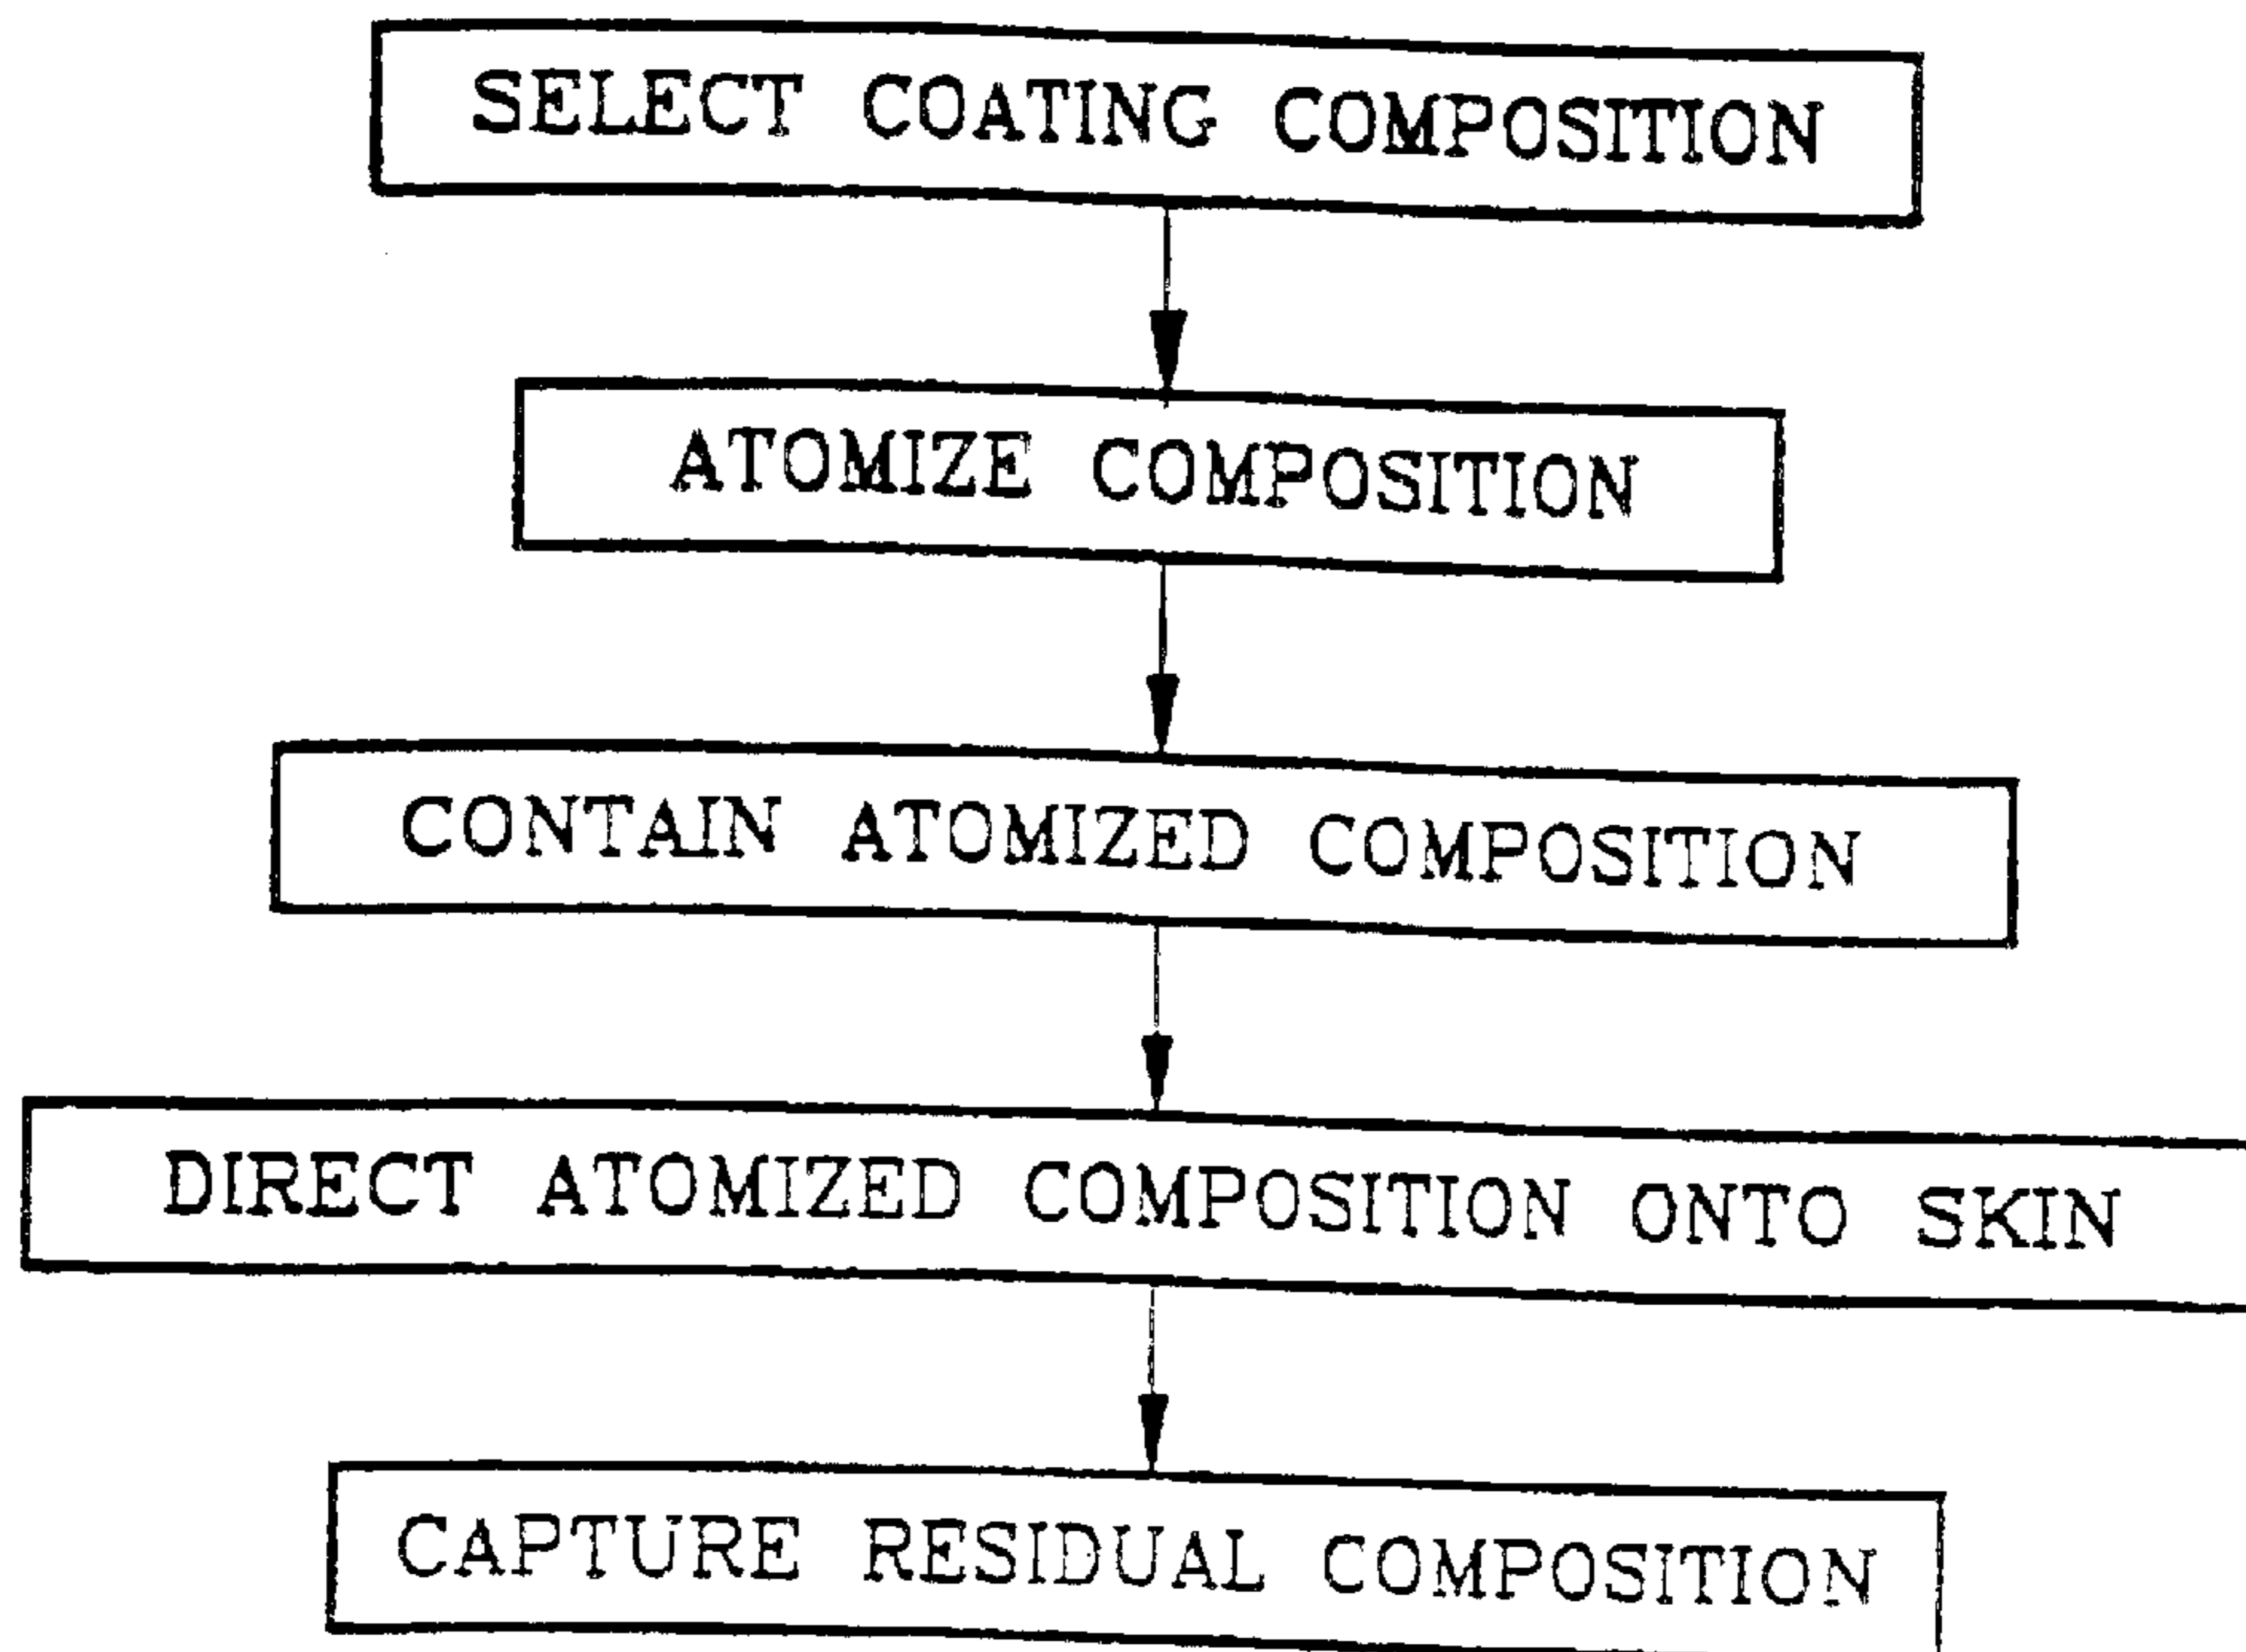 SELECT COATING COMPOSITION
ATOMIZE COMPOSITION
CONTAIN ATOMIZED COMPOSITION
DIRECT ATOMIZED COMPOSITION ONTO SKIN
CAPTURE RESIDUAL COMPOSITION